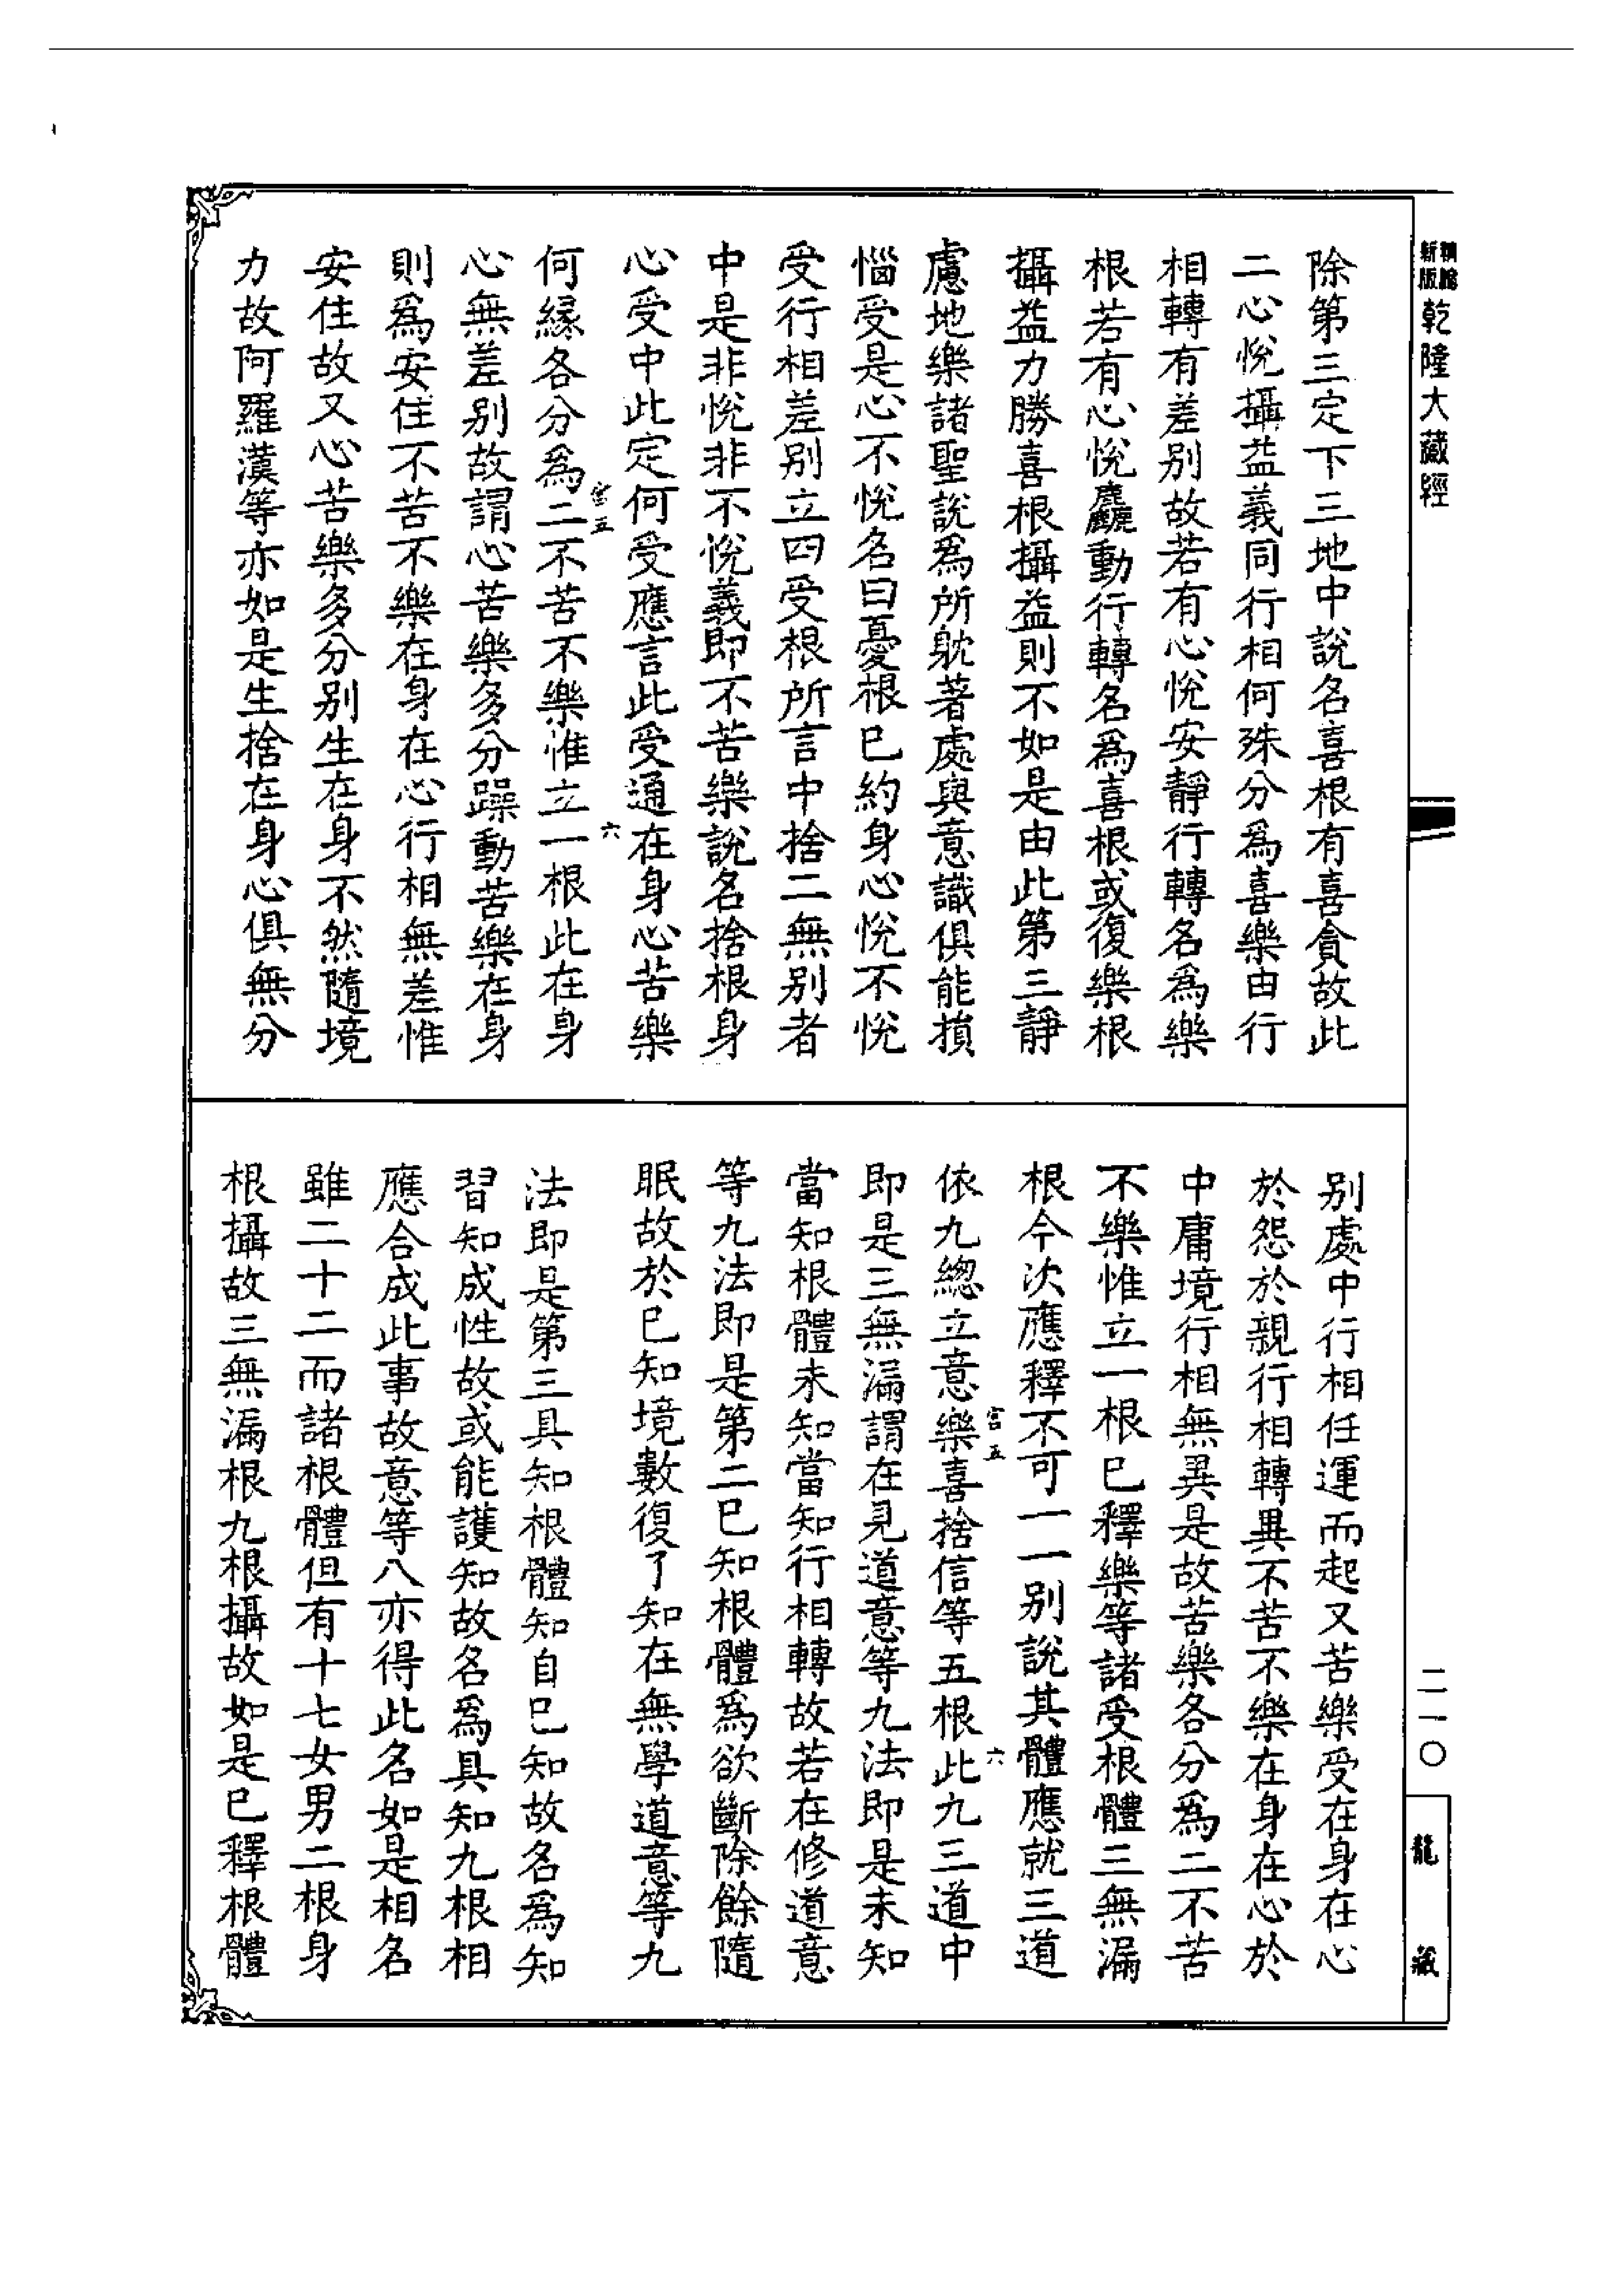 新版
乾隆大藏經
除第三定下三地中說名喜根有喜貪故此
二心悅攝益義同行相何殊分爲喜樂由行
相轉有差別故若有心悅安靜行轉名爲樂
根若有心悅麤動行轉名爲喜根或復樂根
攝益力勝喜根攝益則不如是由此第三靜
慮地樂諸聖說爲所躭著處與意識俱能損
惱受是心不悅名曰憂根已約身心悅不悅
受行相差別立四受根所言中捨二無別者
中是非悅非不悅義即不苦樂說名捨根身
心受中此定何受應言此受通在身心苦樂
宮五
六
何緣各分爲二不苦不樂惟立一根此在身
心無差別故謂心苦樂多分躁動苦樂在身
則爲安住不苦不樂在身在心行相無差惟
安住故又心苦樂多分別生在身不然隨境
力故阿羅漢等亦如是生捨在身心俱無分
別處中行相任運而起又苦樂受在身在心
於怨於親行相轉異不苦不樂在身在心於
中庸境行相無異是故苦樂各分爲二不苦
不樂惟立一根已釋樂等諸受根體三無漏
根今次應釋不可一一別說其體應就三道
宮五
六
依九總立意樂喜捨信等五根此九三道中
即是三無漏謂在見道意等九法即是未知
當知根體未知當知行相轉故若在修道意
等九法即是第二已知根體爲欲斷除餘隨
眠故於已知境數復了知在無學道意等九
法即是第三具知根體知自已知故名爲知
習知成性故或能護知故名爲具知九根相
應合成此事故意等八亦得此名如是相名
雖二十二而諸根體但有十七女男二根身
根攝故三無漏根九根攝故如是已釋根體
二一〇
龍藏